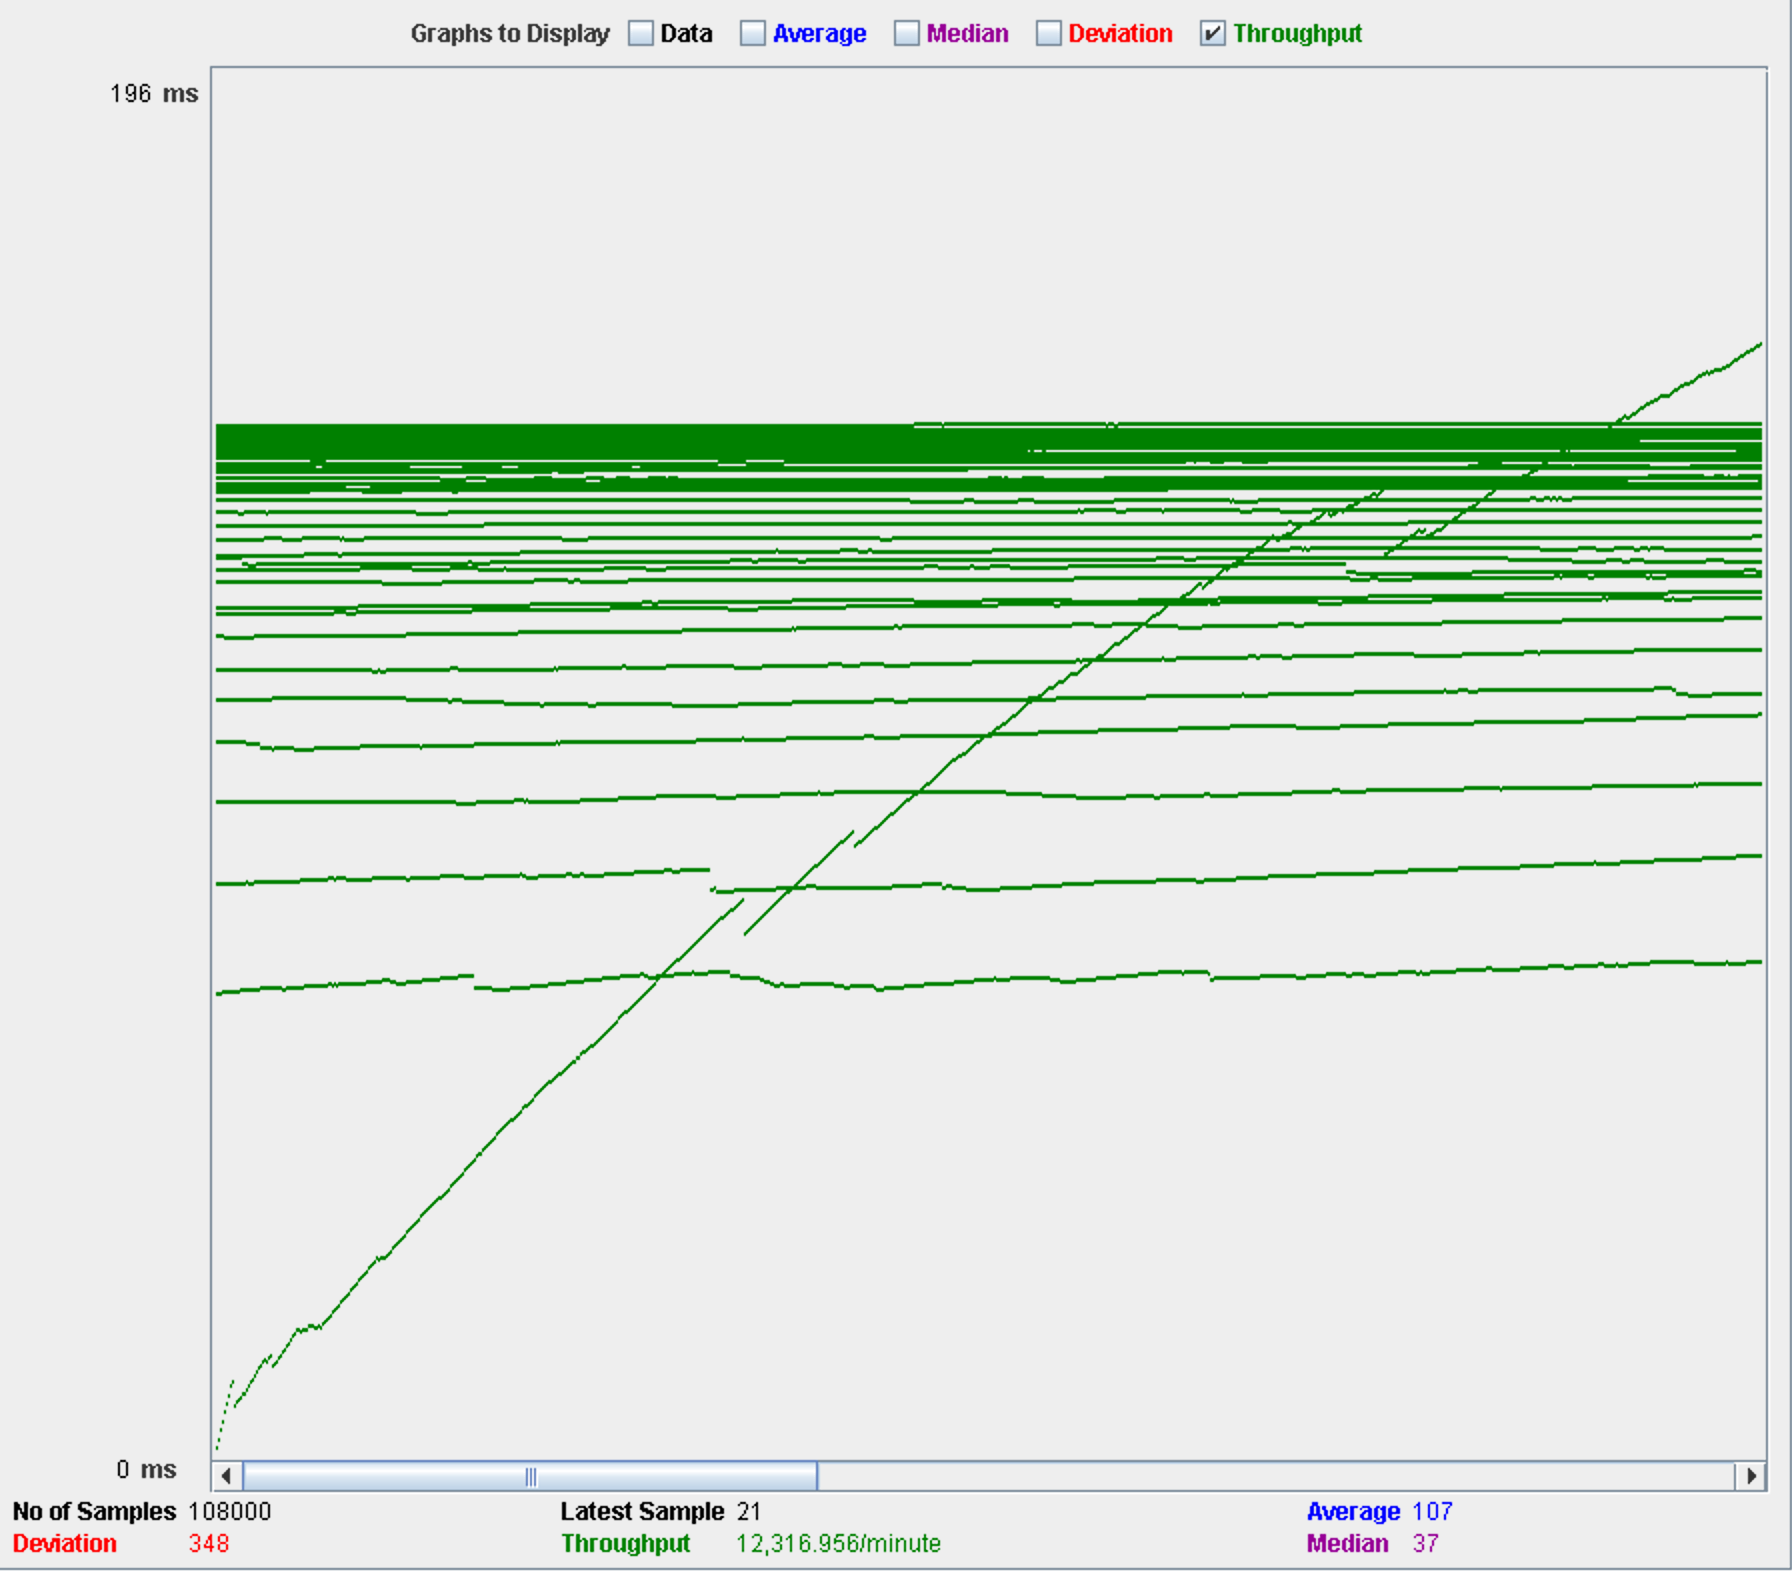 Graphs to Display Data Average Median Deviation Throughput
196 ms
0 ms
No of Samples 108000 Latest Sample 21 Average 107
Deviation 348 Throughput 12,316.956/minute Median 37